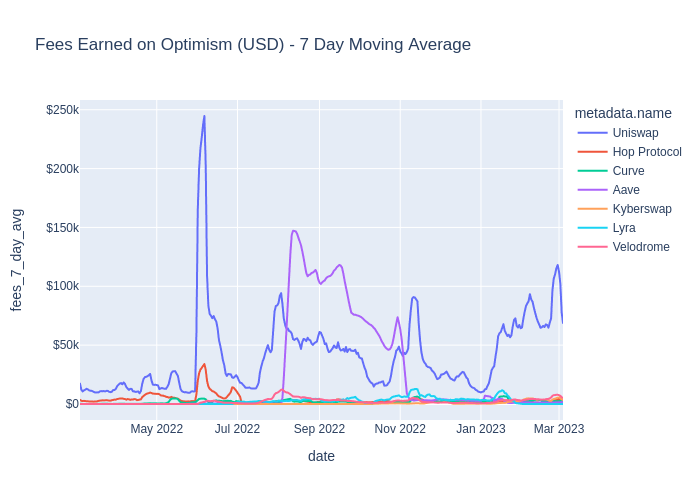 Fees Earned on Optimism (USD) - 7 Day Moving Average
metadata.name
Uniswap
Hop Protocol
Curve
Aave
Kyberswap
Lyra
Velodrome
fees_7_day_avg
$250k
$200k
$150k
$100k
$50k
$0
May 2022
Jul 2022
Sep 2022
Nov 2022
Jan 2023
Mar 2023
date